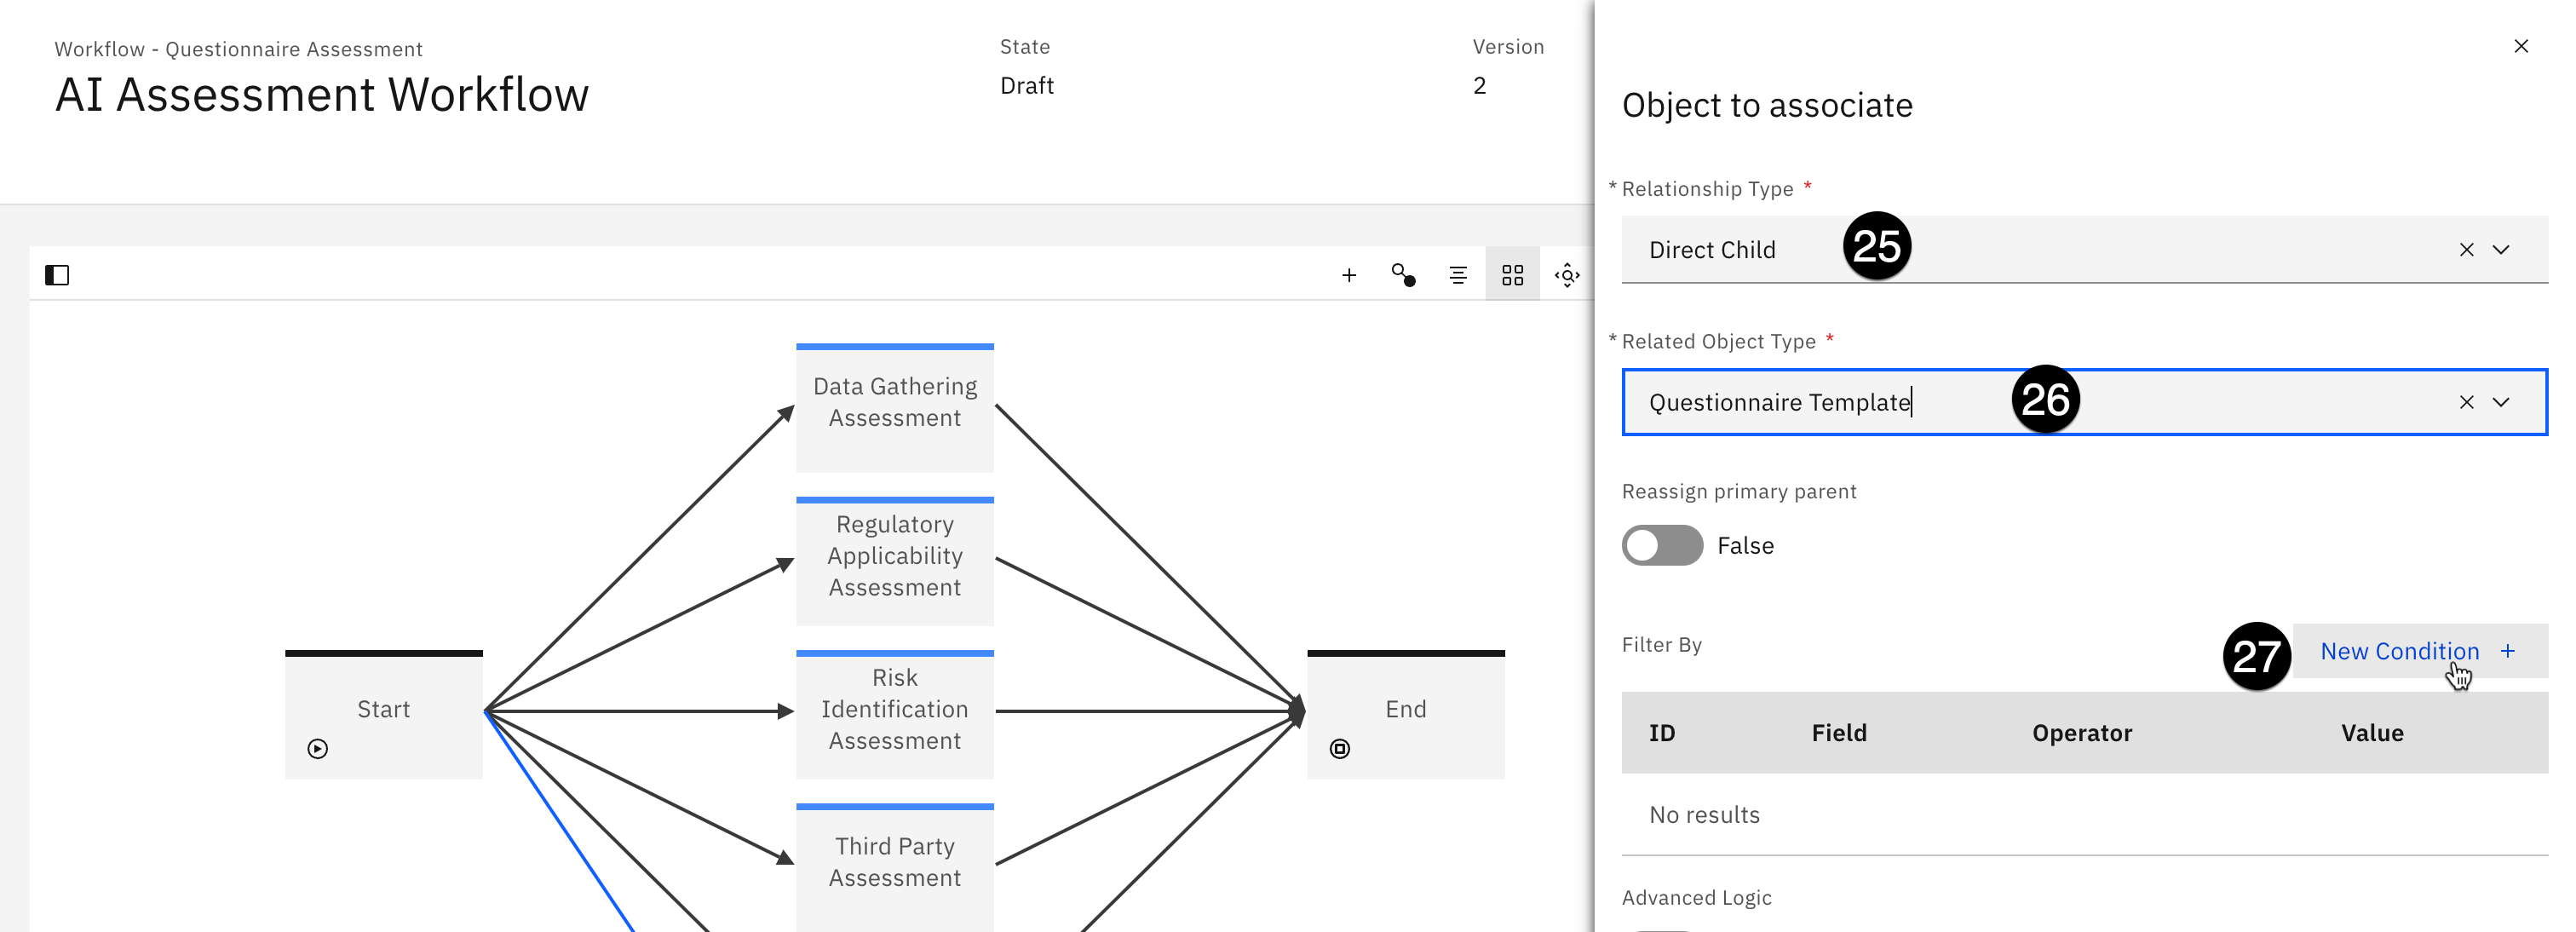 Workflow - Questionnaire Assessment
AI Assessment Workflow
State
Draft
Version
2
Data Gathering
Assessment
Regulatory
Applicability
Assessment
Start
Risk
Identification
Assessment
End
Third Party
Assessment
Object to associate
* Relationship Type *
Direct Child
25
* Related Object Type *
Questionnaire Template
26
Reassign primary parent
False
Filter By
27
New Condition +
ID Field Operator Value
No results
Advanced Logic